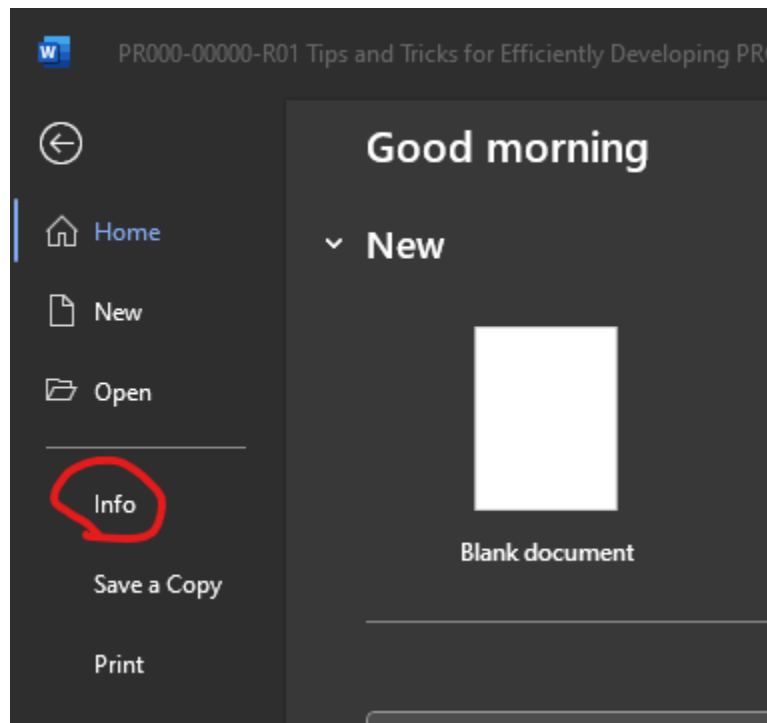 W PR000-00000-R01 Tips and Tricks for Efficiently Developing
Good morning
Home
New
New
Open
Info
Blank document
Save a Copy
Print